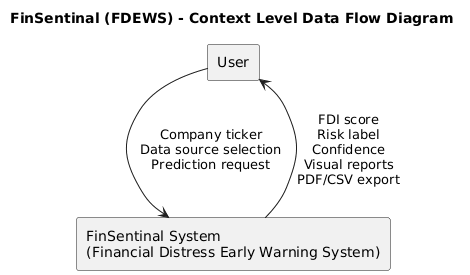 FinSentinal (FDEWS) - Context Level Data Flow Diagram
User
Company ticker
Data source selection
Prediction request
FDI score
Risk label
Confidence
Visual reports
PDF/CSV export
FinSentinal System
(Financial Distress Early Warning System)